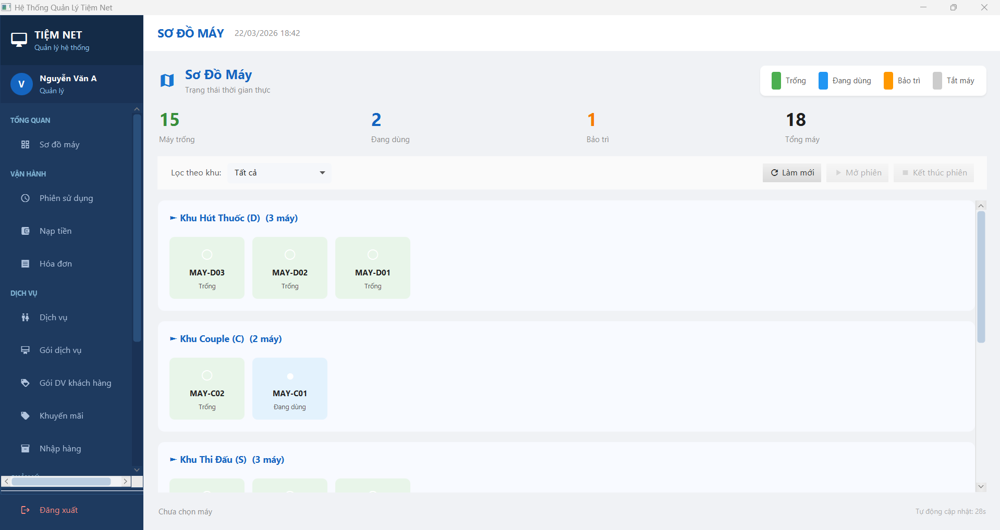 Hệ Thống Quản Lý Tiệm Net
TIỆM NET
Quản lý hệ thống
V
Nguyễn Văn A
Quản lý
TỔNG QUAN
Sơ đồ máy
VẬN HÀNH
Phiên sử dụng
Nạp tiền
Hóa đơn
DỊCH VỤ
Dịch vụ
Gói dịch vụ
Gói DV khách hàng
Khuyến mãi
Nhập hàng
Đăng xuất
SƠ ĐỒ MÁY 22/03/2026 18:42
Sơ Đồ Máy
Trạng thái thời gian thực
Trống Đang dùng Bảo trì Tắt máy
15 2 1 18
Máy trống Đang dùng Bảo trì Tổng máy
Lọc theo khu: Tất cả Làm mới Mở phiên Kết thúc phiên
► Khu Hút Thuốc (D) (3 máy)
MAY-D03 MAY-D02 MAY-D01
Trống Trống Trống
► Khu Couple (C) (2 máy)
MAY-C02 MAY-C01
Trống Đang dùng
► Khu Thi Đấu (S) (3 máy)
Chưa chọn máy Tự động cập nhật: 28s